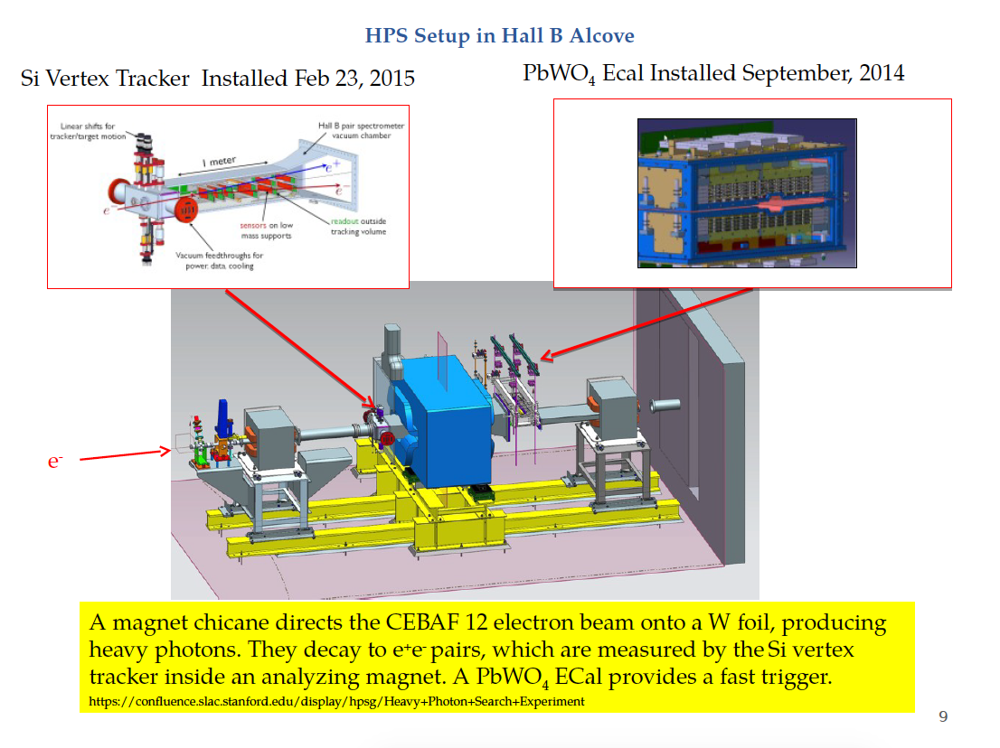 HPS Setup in Hall B Alcove
Si Vertex Tracker Installed Feb 23, 2015
PbWO₄ Ecal Installed September, 2014
Linear shifts for
tracker/target motion
Hall B pair spectrometer
vacuum chamber
1 meter
e⁺
e⁻
e⁻
sensors on low
mass supports
readout outside
tracking volume
Vacuum feedthroughs for
power, data, cooling
e⁻
A magnet chicane directs the CEBAF 12 electron beam onto a W foil, producing
heavy photons. They decay to e⁺e⁻ pairs, which are measured by the Si vertex
tracker inside an analyzing magnet. A PbWO₄ ECal provides a fast trigger.
https://confluence.slac.stanford.edu/display/hpsg/Heavy+Photon+Search+Experiment
9